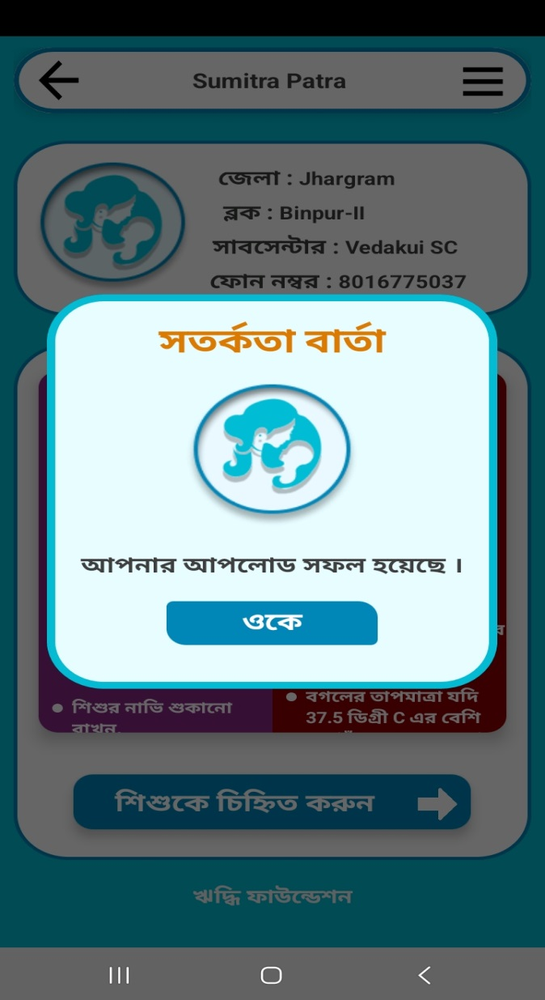 Sumitra Patra
জেলা : Jhargram
ব্লক : Binpur-II
সাবসেন্টার : Vedakui SC
ফোন নম্বর : 8016775037
সতর্কতা বার্তা
আপনার আপলোড সফল হয়েছে ।
ওকে
শিশুর নাভি শুকানো
রাখুন.
বগলের তাপমাত্রা যদি
37.5 ডিগ্রী C এর বেশি
শিশুকে চিহ্নিত করুন
ঋদ্ধি ফাউন্ডেশন